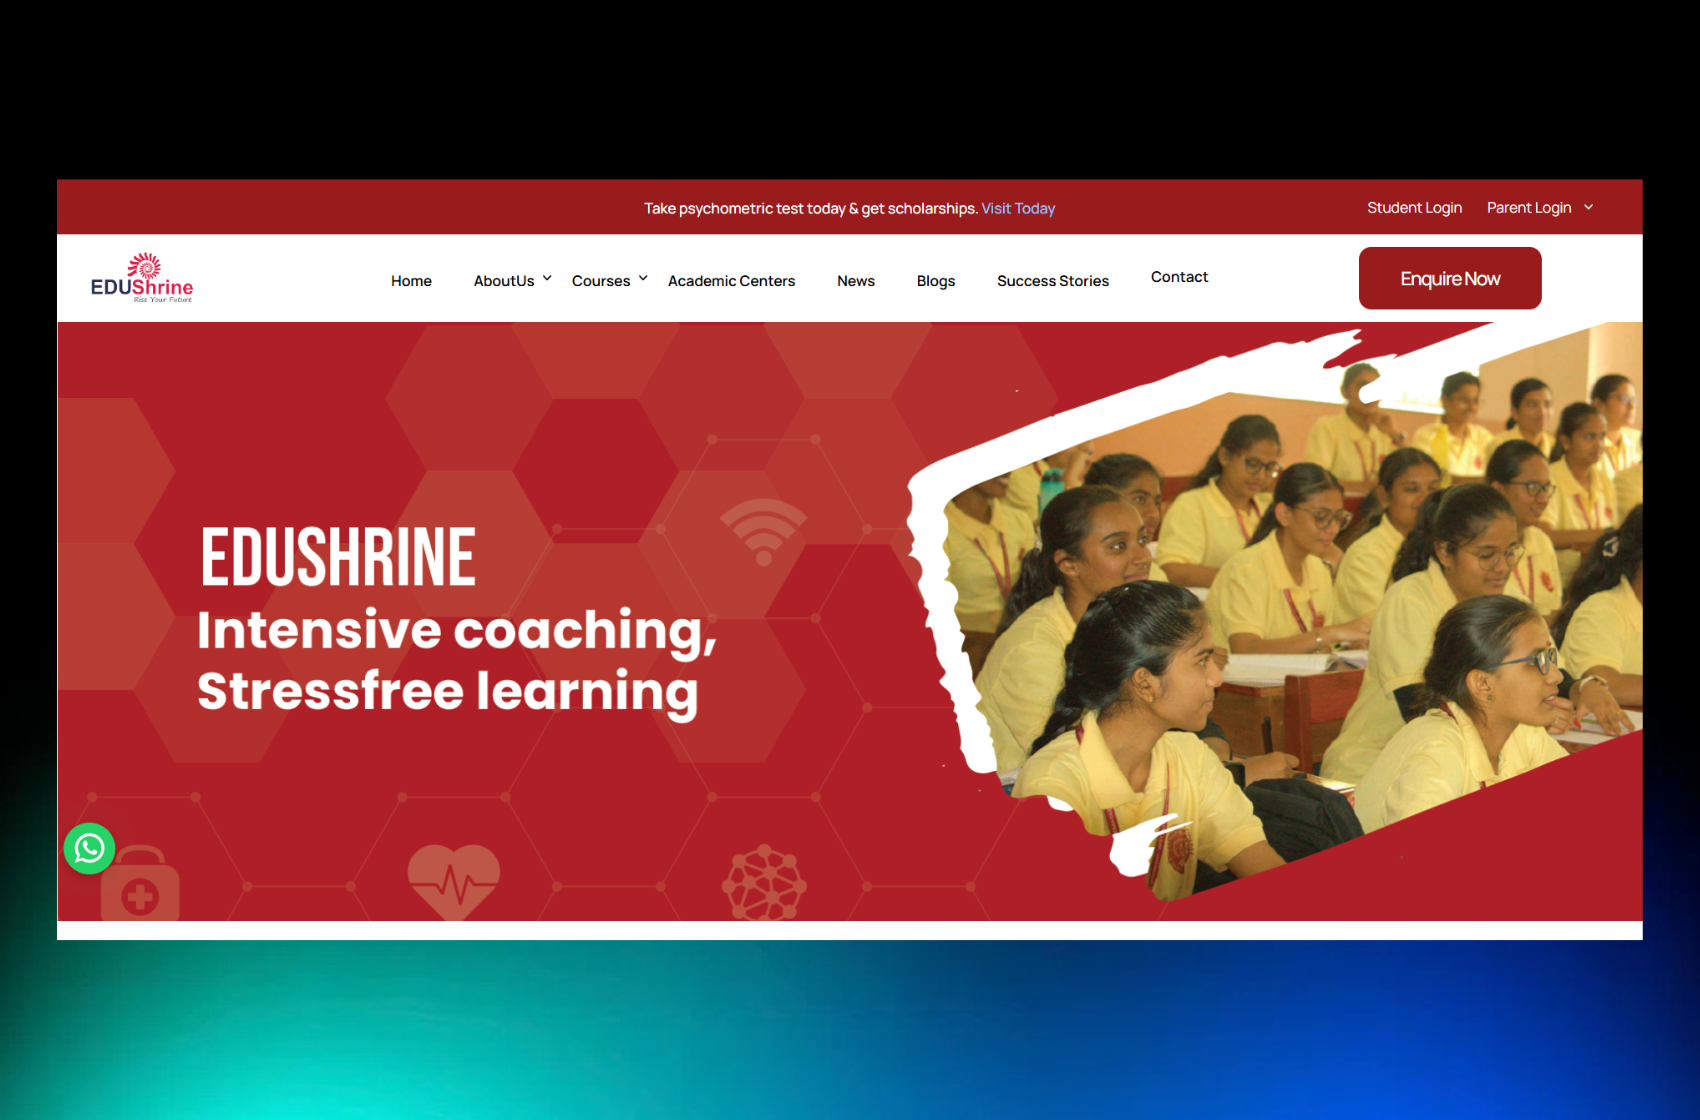 Take psychometric test today & get scholarships. Visit Today
Student Login Parent Login
EDUShrine
Rise Your Future
Home AboutUs Courses Academic Centers News Blogs Success Stories Contact
Enquire Now
EDUSHRINE
Intensive coaching,
Stressfree learning